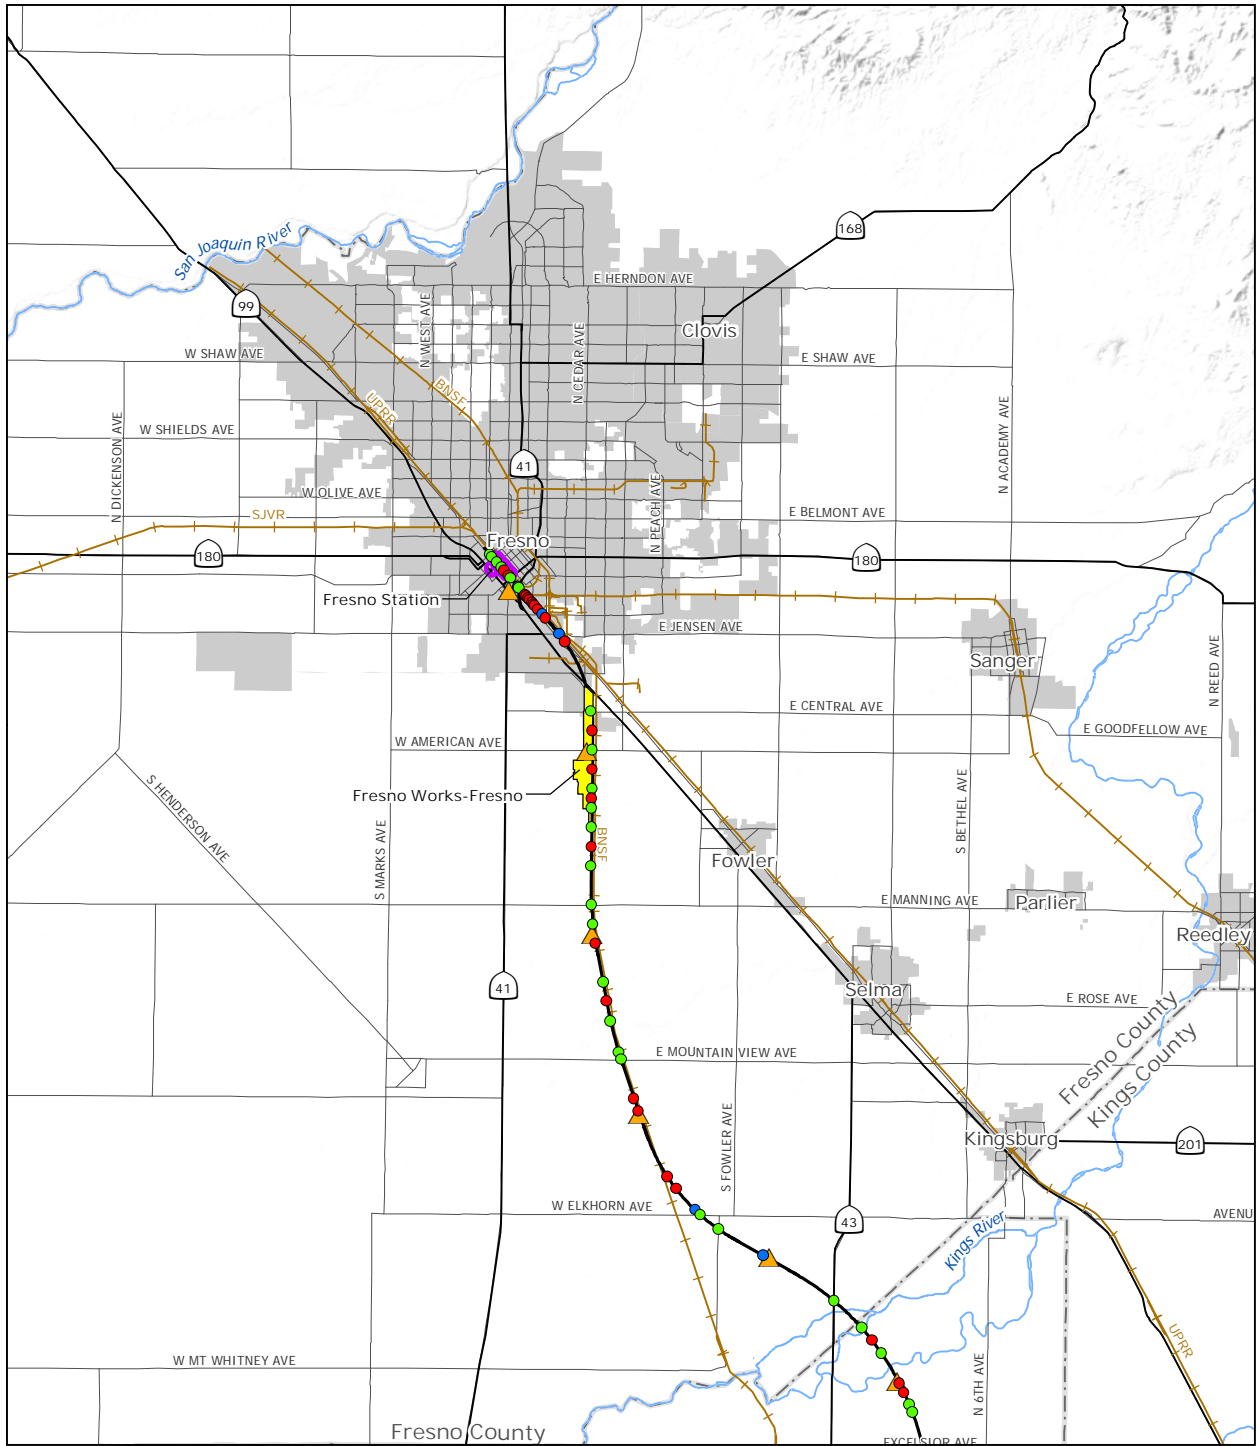 168
San Joaquin River
E HERNDON AVE
99
N WEST AVE
N CEDAR AVE
Clovis
W SHAW AVE
E SHAW AVE
BNSF
UPRR
N DICKENSON AVE
W SHIELDS AVE
N ACADEMY AVE
41
W OLIVE AVE
N PEACH AVE
SJVR
E BELMONT AVE
Fresno
180
180
Fresno Station
E JENSEN AVE
Sanger
N REED AVE
E CENTRAL AVE
E GOODFELLOW AVE
W AMERICAN AVE
S HENDERSON AVE
Fresno Works-Fresno
S BETHEL AVE
S MARKS AVE
BNSF
Fowler
E MANNING AVE
Parlier
Reedley
41
Selma
E ROSE AVE
Fresno County
Kings County
E MOUNTAIN VIEW AVE
S FOWLER AVE
Kingsburg
201
W ELKHORN AVE
43
Kings River
AVENU
UPRR
W MT WHITNEY AVE
N 6TH AVE
Fresno County
EXCELSIOR AVE